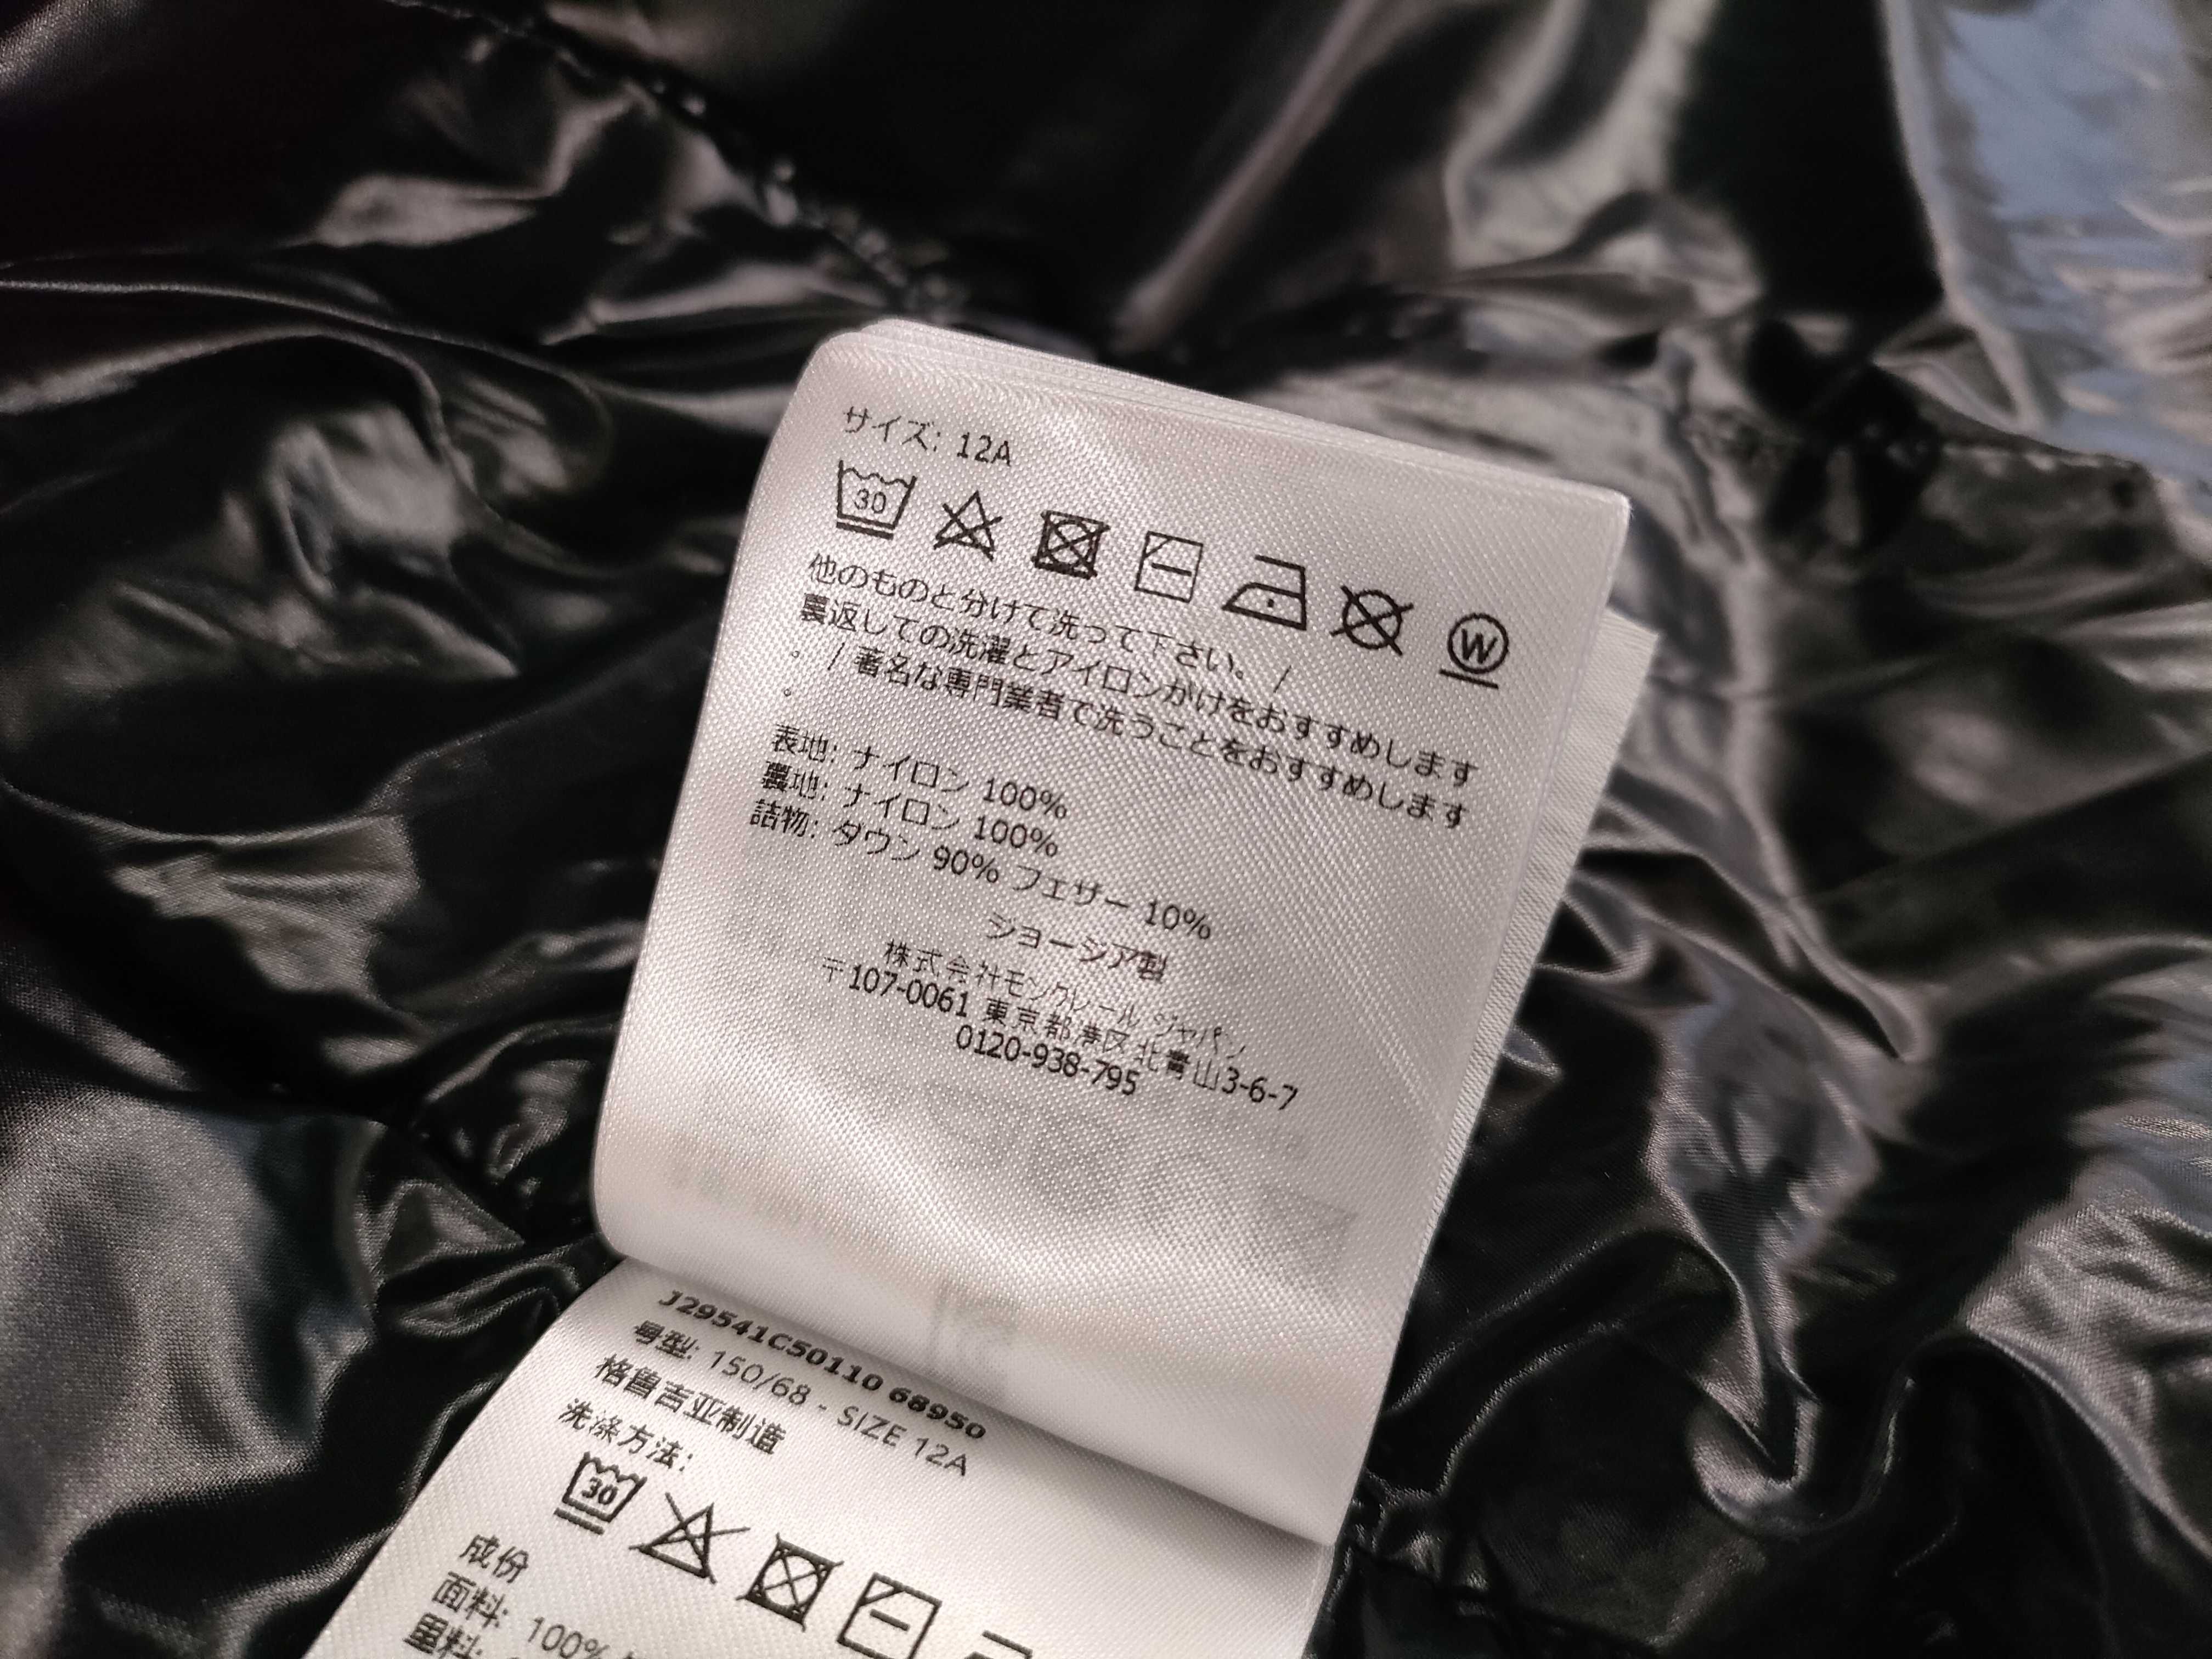 サイズ: 12A
30
W
他のものと分けて洗って下さい。 /
裏返しての洗濯とアイロンがけをおすすめします
。 / 著名な専門業者で洗うことをおすすめします
。
表地: ナイロン 100%
裏地: ナイロン 100%
詰物: ダウン 90% フェザー 10%
ジョージア製
株式会社モンクレール ジャパン
〒107-0061 東京都港区北青山3-6-7
0120-938-795
J29541C50110 68950
号型: 150/68 - SIZE 12A
格鲁吉亚制造
洗涤方法:
30
成份
面料: 100%
里料: